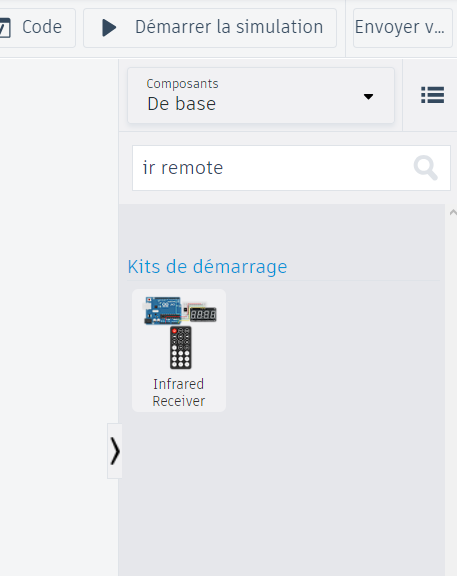 Code
Démarrer la simulation
Envoyer v...
Composants
De base
ir remote
Kits de démarrage
Infrared
Receiver